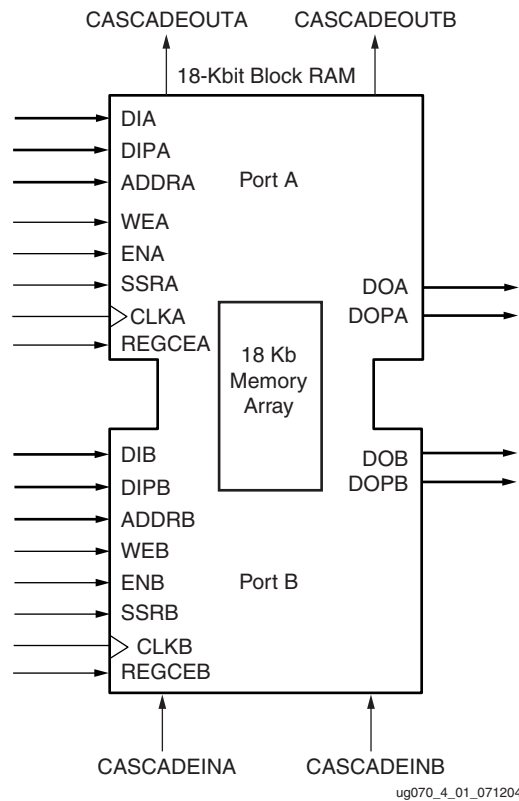 CASCADEOUTA CASCADEOUTB
18-Kbit Block RAM
DIA
DIPA
ADDRA Port A
WEA
ENA
SSRA
DOA
CLKA
DOPA
REGCEA
18 Kb
Memory
Array
DIB
DOB
DIPB
DOPB
ADDRB
WEB
ENB Port B
SSRB
CLKB
REGCEB
CASCADEINA CASCADEINB
ug070_4_01_071204